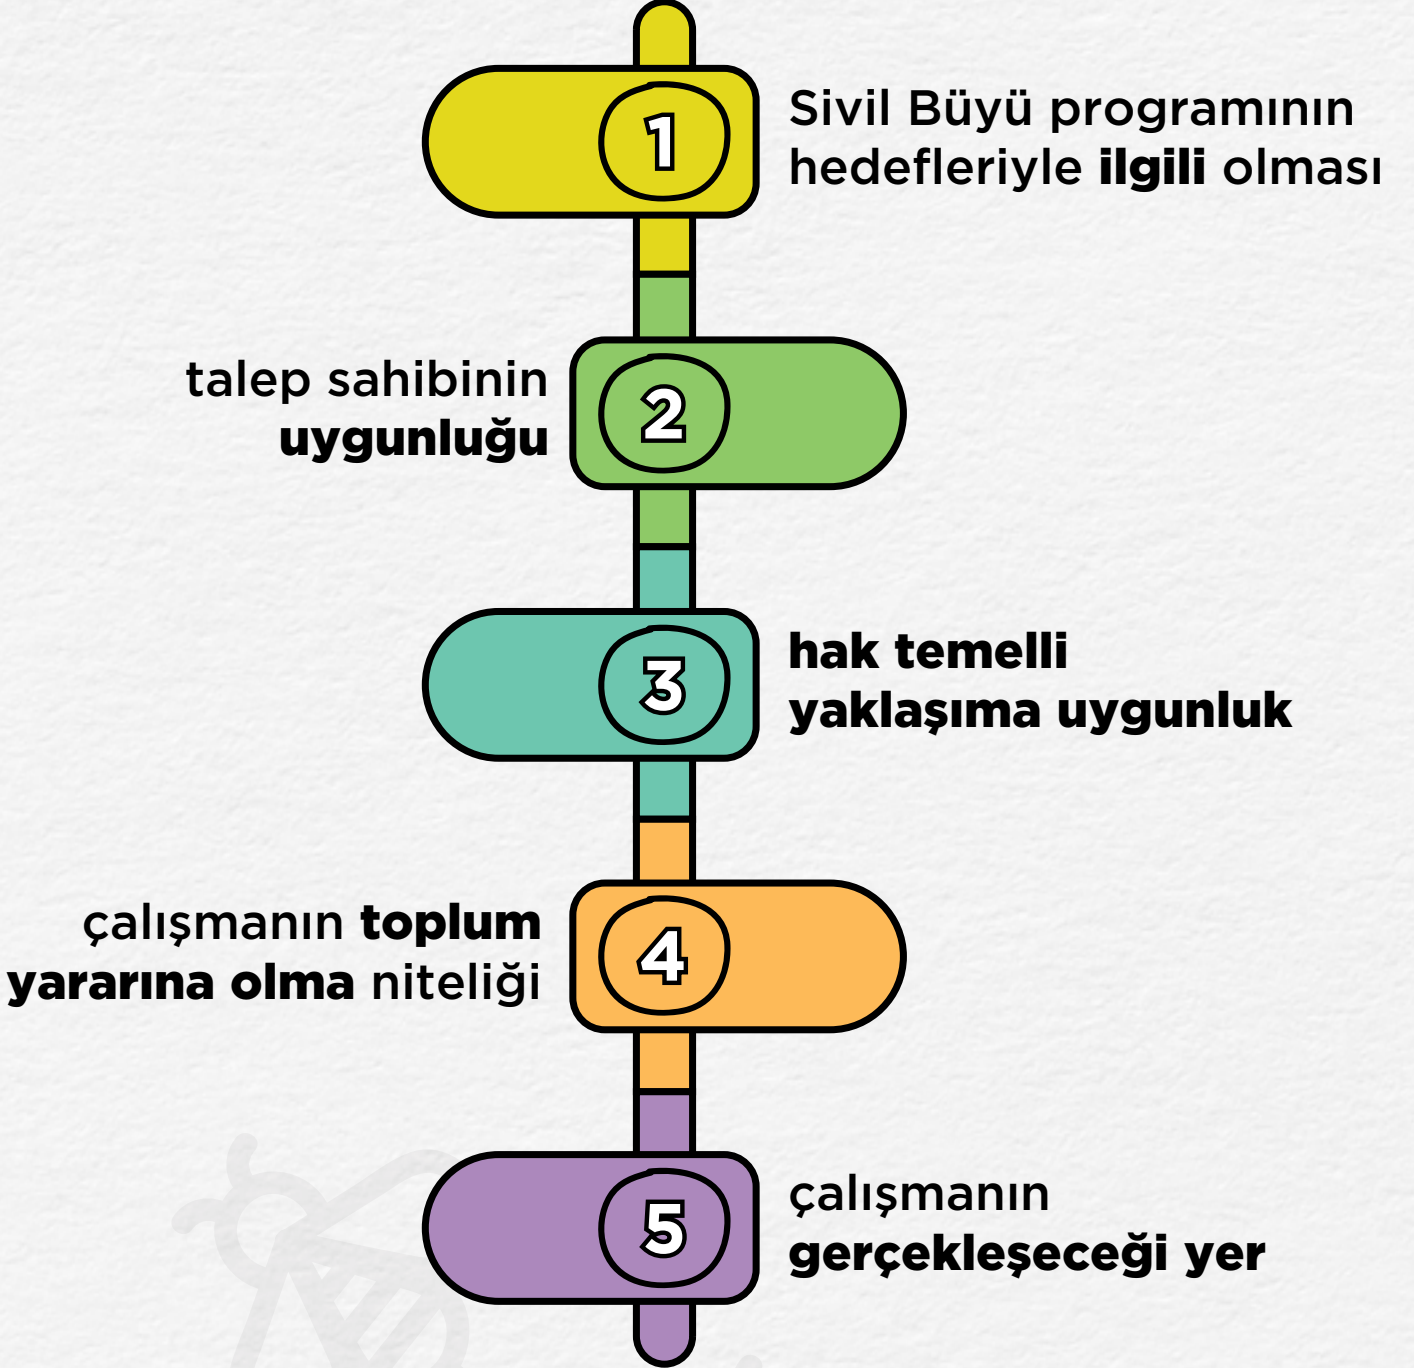 1
Sivil Büyü programının
hedefleriyle ilgili olması
talep sahibinin
uygunluğu
2
3
hak temelli
yaklaşıma uygunluk
çalışmanın toplum
yararına olma niteliği
4
5
çalışmanın
gerçekleşeceği yer